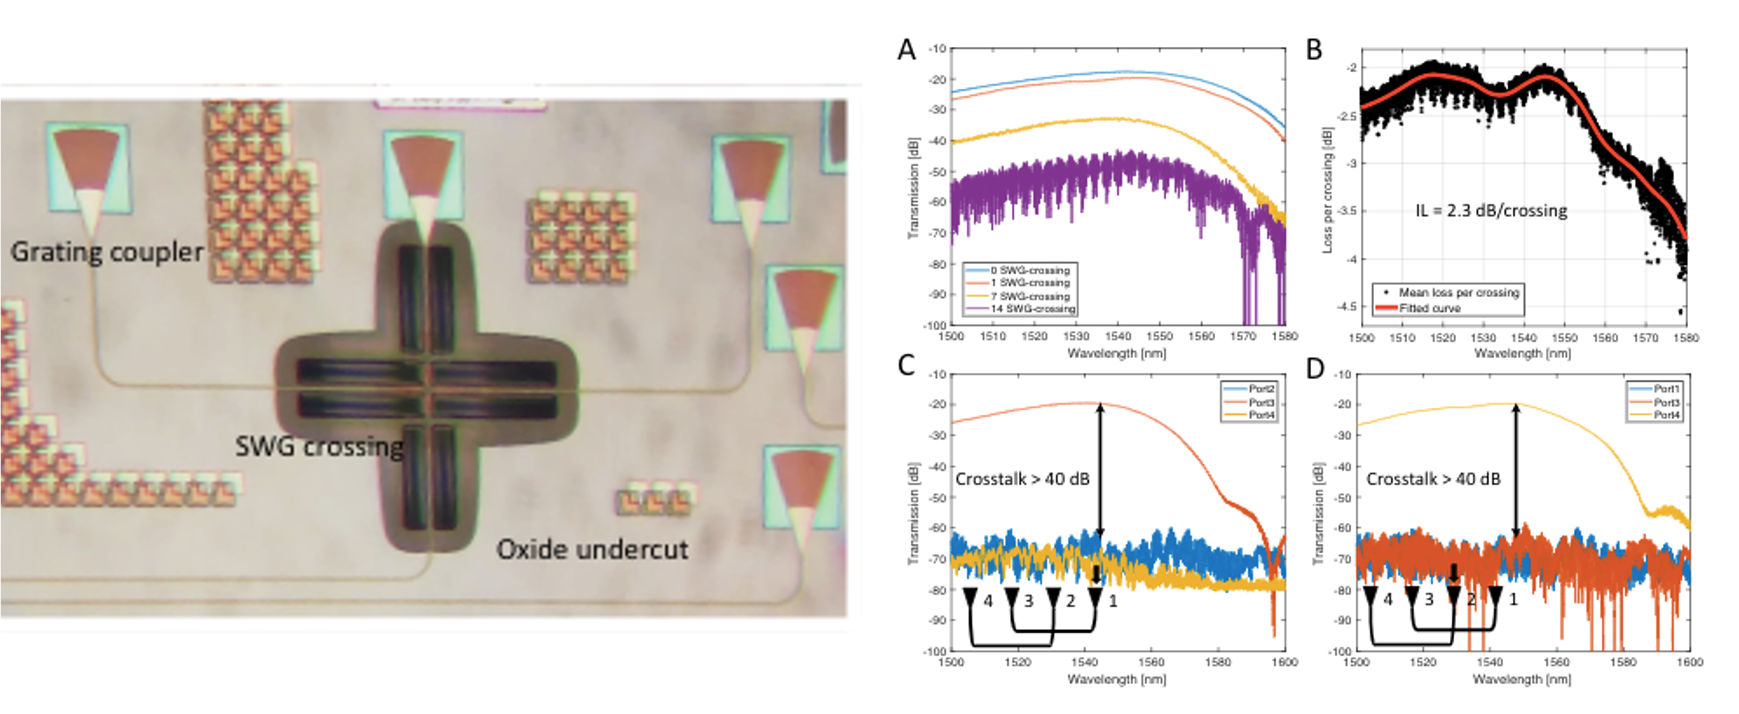 Grating coupler
SWG crossing
Oxide undercut
A
-10
-20
-30
-40
-50
-60
-70
-80
-90
-100
Transmission [dB]
0 SWG-crossing
1 SWG-crossing
7 SWG-crossing
14 SWG-crossing
1500 1510 1520 1530 1540 1550 1560 1570 1580
Wavelength [nm]
B
-2
-2.5
-3
-3.5
-4
-4.5
Loss per crossing [dB]
IL = 2.3 dB/crossing
Mean loss per crossing
Fitted curve
1500 1510 1520 1530 1540 1550 1560 1570 1580
Wavelength [nm]
C
-10
-20
-30
-40
-50
-60
-70
-80
-90
-100
Transmission [dB]
Port2
Port3
Port4
Crosstalk > 40 dB
4 3 2 1
1500 1520 1540 1560 1580 1600
Wavelength [nm]
D
-10
-20
-30
-40
-50
-60
-70
-80
-90
-100
Transmission [dB]
Port1
Port3
Port4
Crosstalk > 40 dB
4 3 2 1
1500 1520 1540 1560 1580 1600
Wavelength [nm]